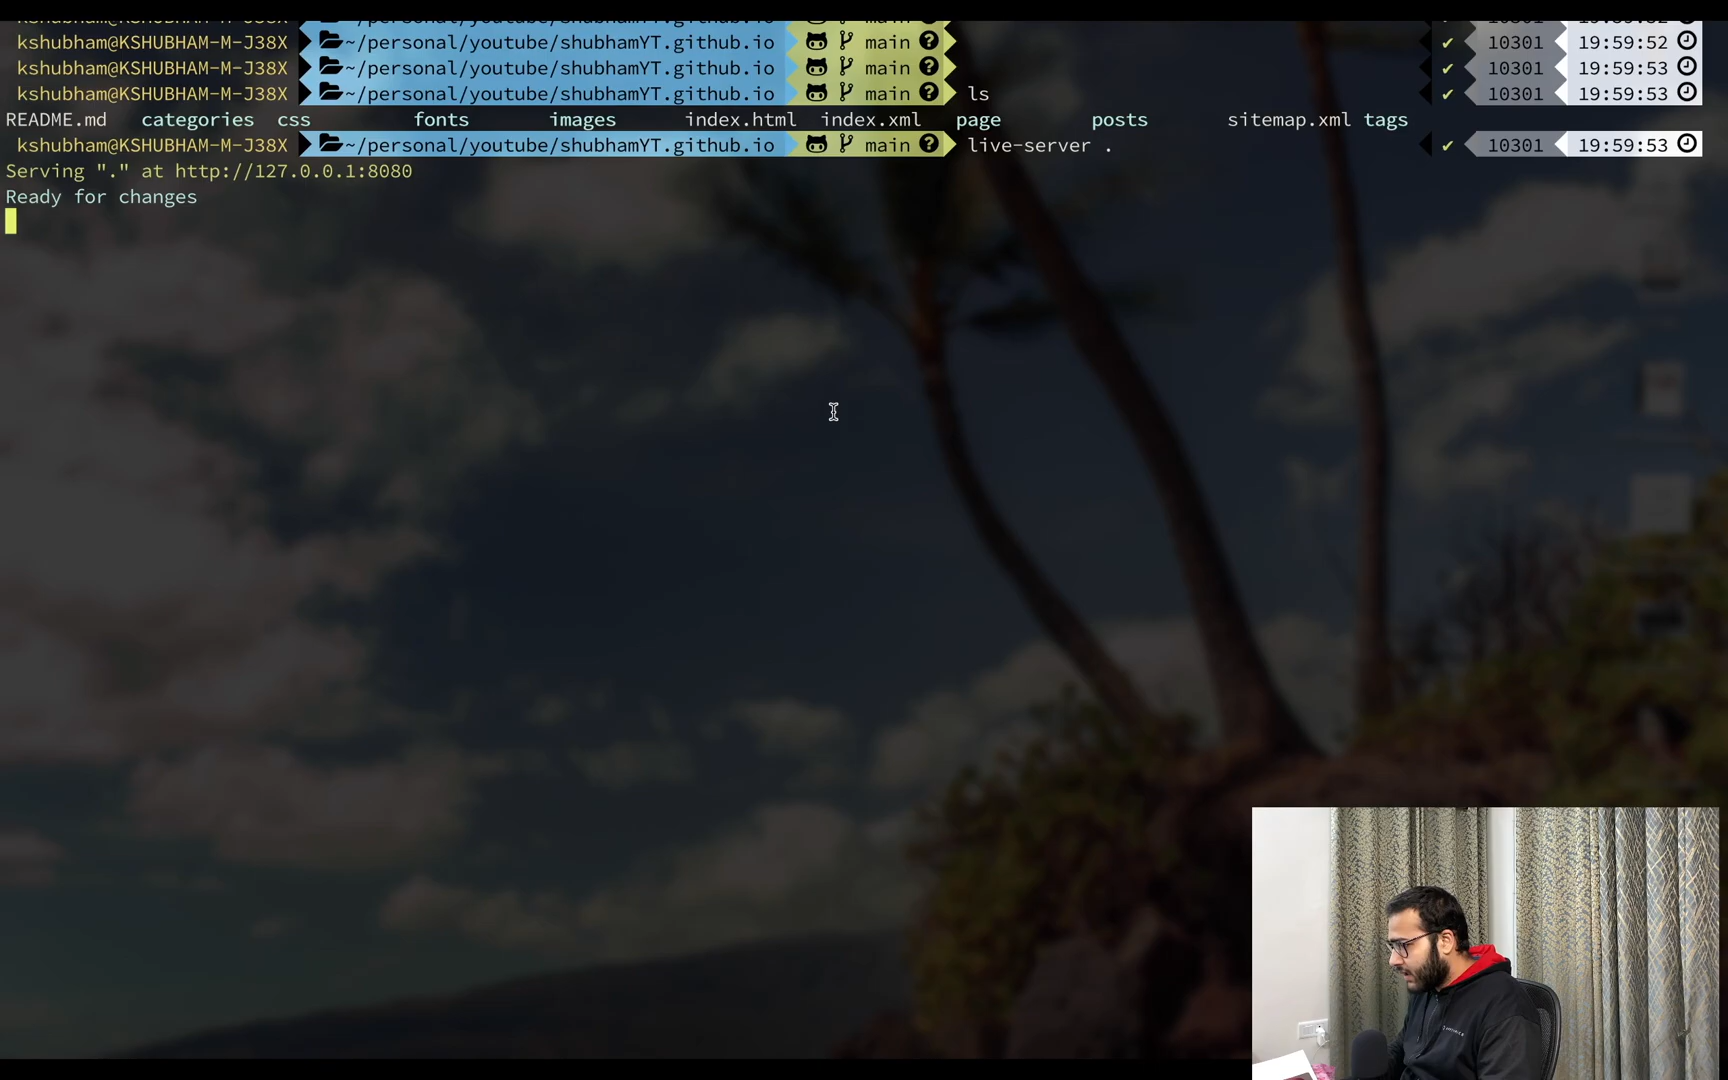 kshubham@KSHUBHAM-M-J38X ~/personal/youtube/shubhamYT.github.io main ? ✔ 10301 19:59:52
kshubham@KSHUBHAM-M-J38X ~/personal/youtube/shubhamYT.github.io main ? ✔ 10301 19:59:53
kshubham@KSHUBHAM-M-J38X ~/personal/youtube/shubhamYT.github.io main ? ls ✔ 10301 19:59:53
README.md categories css fonts images index.html index.xml page posts sitemap.xml tags
kshubham@KSHUBHAM-M-J38X ~/personal/youtube/shubhamYT.github.io main ? live-server . ✔ 10301 19:59:53
Serving "." at http://127.0.0.1:8080
Ready for changes